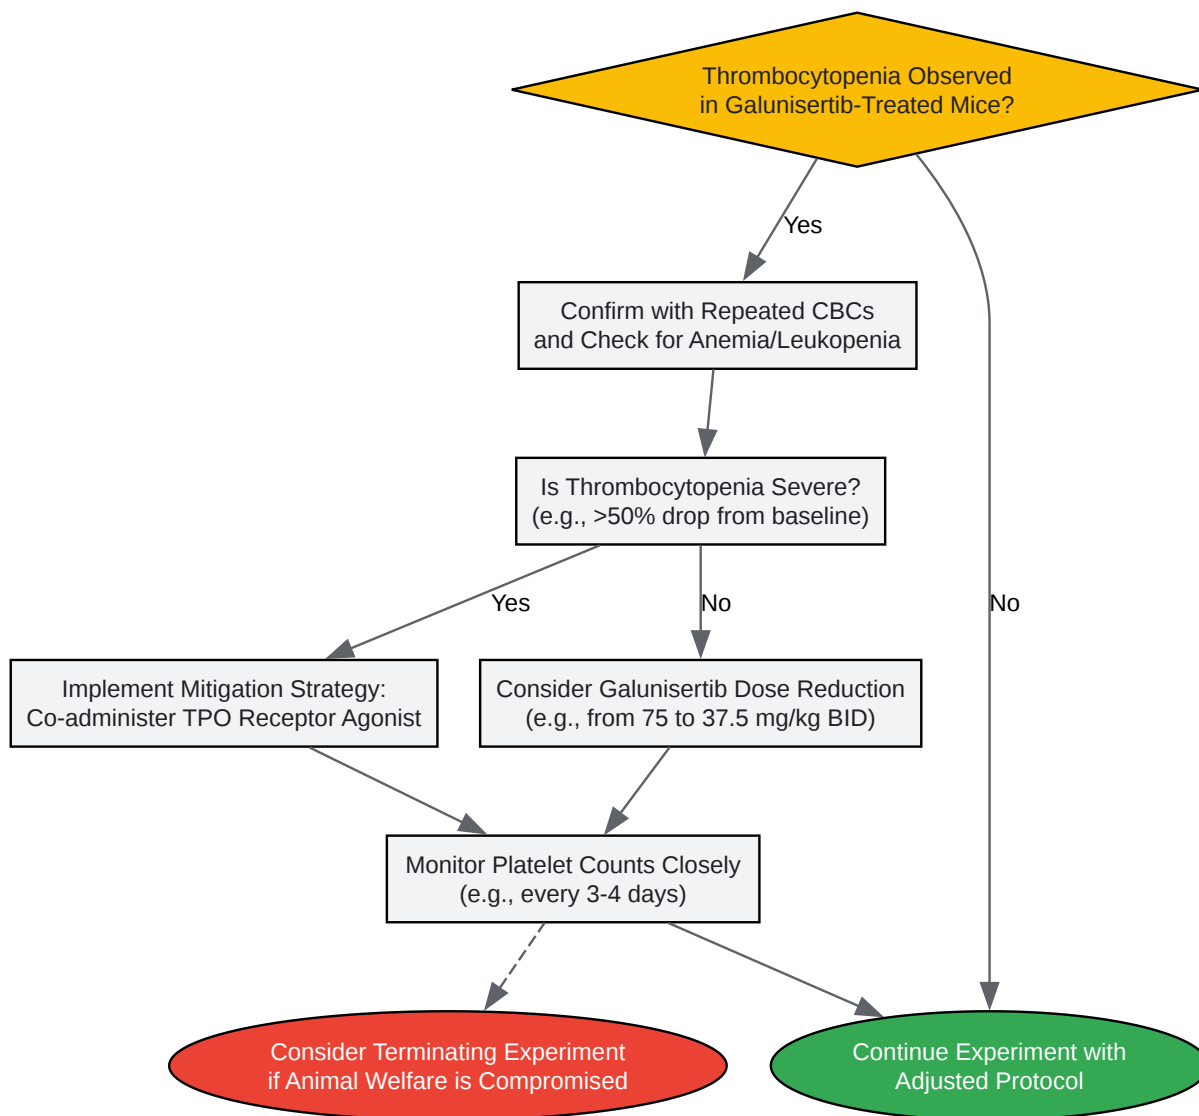 Thrombocytopenia Observed
in Galunisertib-Treated Mice?
Yes
Confirm with Repeated CBCs
and Check for Anemia/Leukopenia
Is Thrombocytopenia Severe?
(e.g., >50% drop from baseline)
Yes
No
No
Implement Mitigation Strategy:
Co-administer TPO Receptor Agonist
Consider Galunisertib Dose Reduction
(e.g., from 75 to 37.5 mg/kg BID)
Monitor Platelet Counts Closely
(e.g., every 3-4 days)
Consider Terminating Experiment
if Animal Welfare is Compromised
Continue Experiment with
Adjusted Protocol